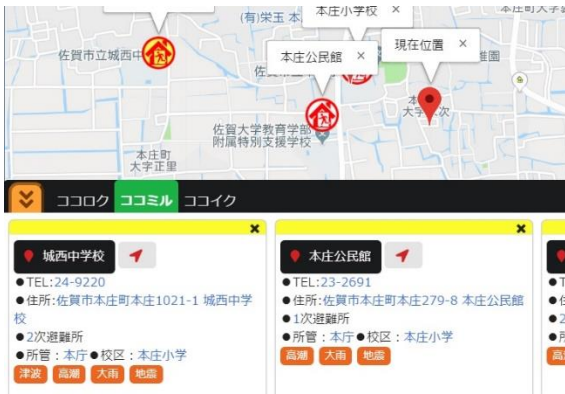 (有)栄玉 本
本庄小学校 ×
佐賀市立城西中
本庄公民館 ×
現在位置 ×
佐賀大学教育学部
附属特別支援学校
本庄町
大字正里
ココロク ココミル ココイク
城西中学校
●TEL:24-9220
●住所:佐賀市本庄町本庄1021-1 城西中学
校
●2次避難所
●所管：本庁●校区：本庄小学
津波 高潮 大雨 地震
本庄公民館
●TEL:23-2691
●住所:佐賀市本庄町本庄279-8 本庄公民館
●1次避難所
●所管：本庁●校区：本庄小学
高潮 大雨 地震